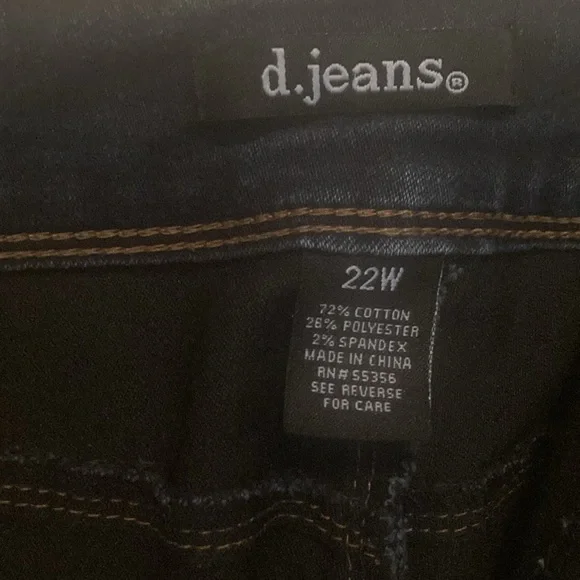 d.jeans®
22W
72% COTTON
26% POLYESTER
2% SPANDEX
MADE IN CHINA
RN# 55356
SEE REVERSE
FOR CARE